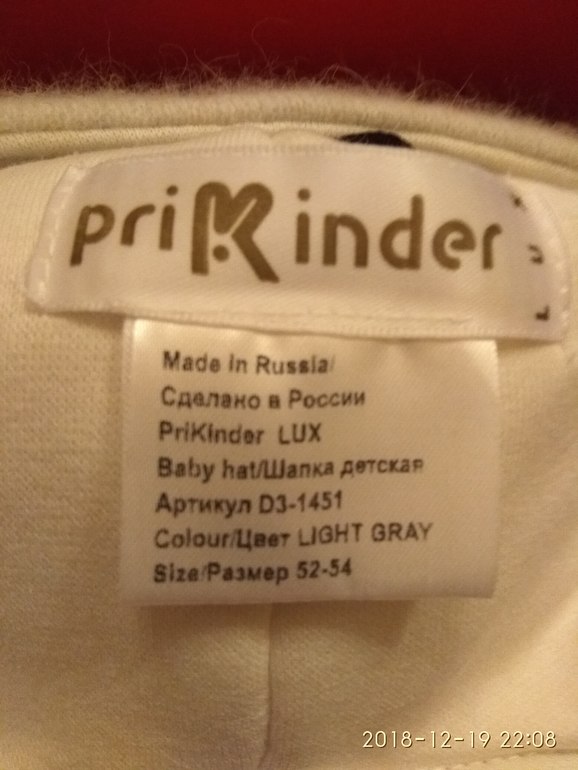 priKinder
LUX
Made in Russia/
Сделано в России
PriKinder LUX
Baby hat/Шапка детская
Артикул D3-1451
Colour/Цвет LIGHT GRAY
Size/Размер 52-54
2018-12-19 22:08